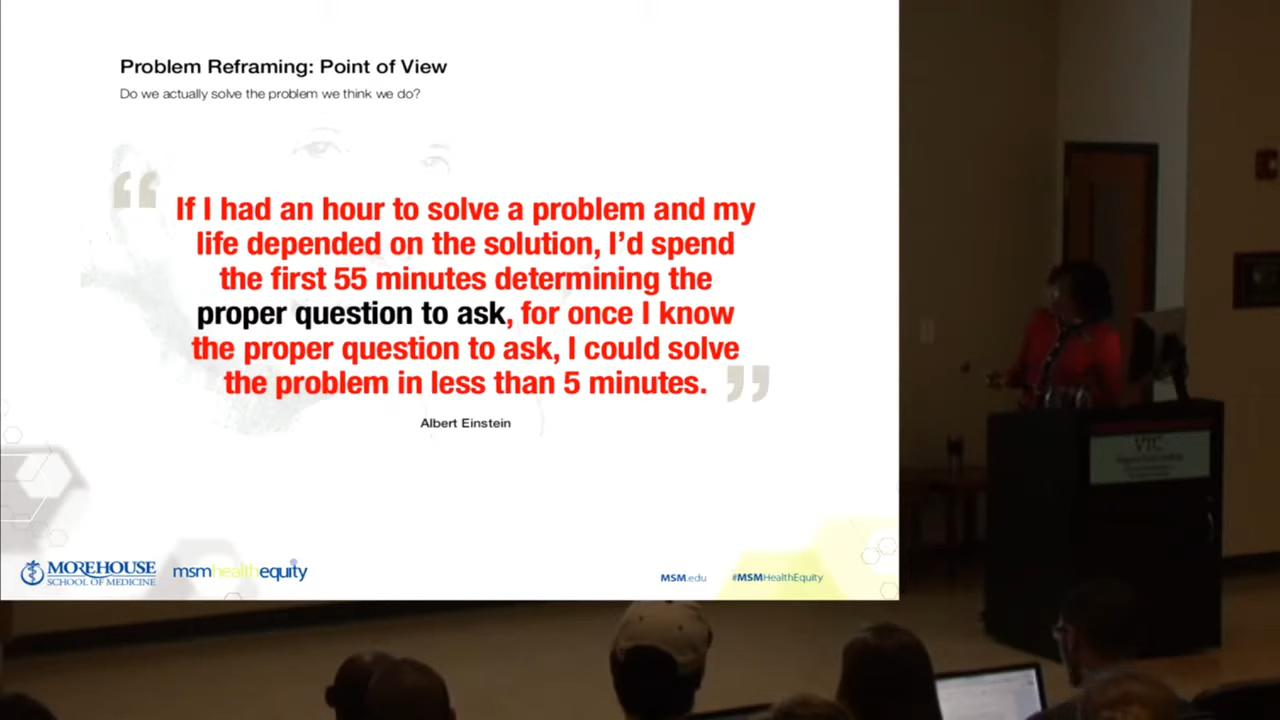 Problem Reframing: Point of View
Do we actually solve the problem we think we do?
“
If I had an hour to solve a problem and my
life depended on the solution, I’d spend
the first 55 minutes determining the
proper question to ask, for once I know
the proper question to ask, I could solve
the problem in less than 5 minutes.
”
Albert Einstein
MOREHOUSE
SCHOOL OF MEDICINE
msmhealthequity
MSM.edu
#MSMHealthEquity
VTC